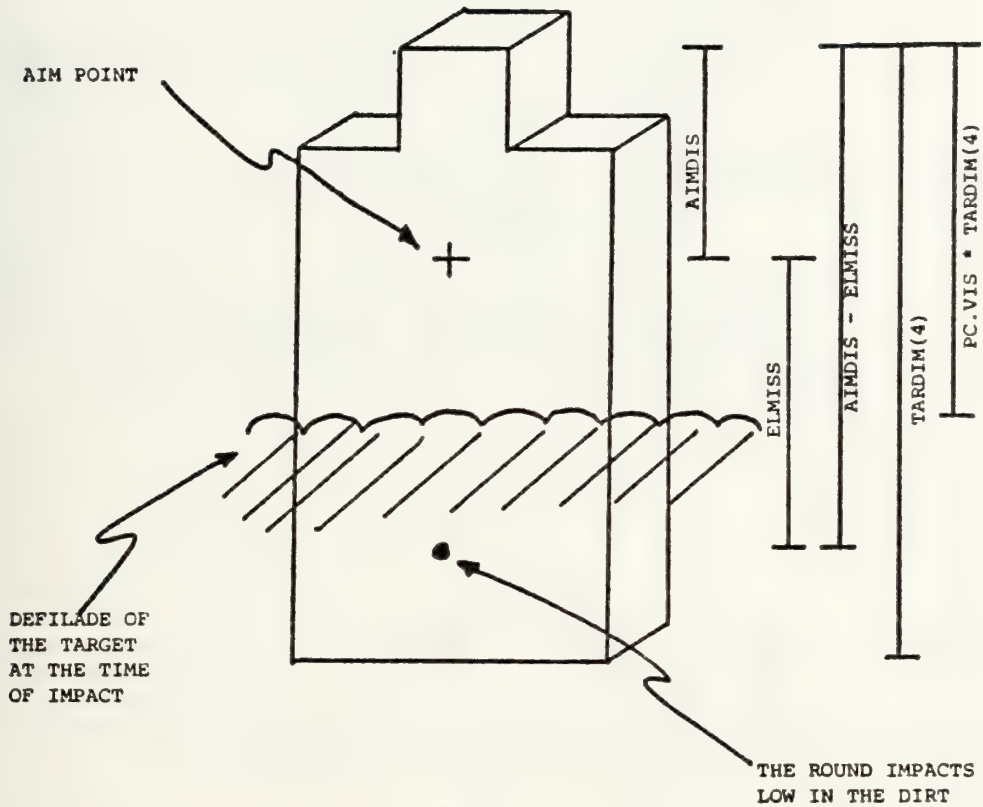 AIM POINT
AIMDIS
ELMISS
AIMDIS - ELMISS
TARDIM(4)
PC.VIS * TARDIM(4)
DEFILADE OF
THE TARGET
AT THE TIME
OF IMPACT
THE ROUND IMPACTS
LOW IN THE DIRT